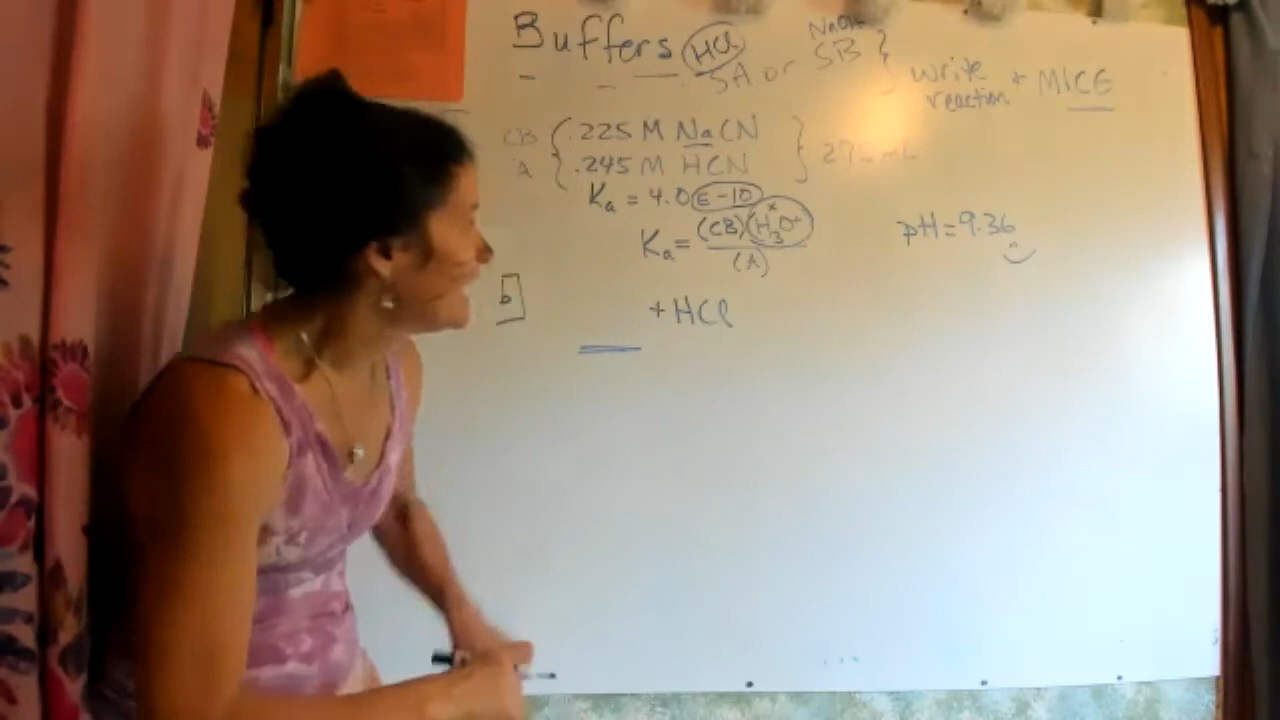 Buffers HCl SA or NaOH SB } write reaction + MICE
CB { .225 M NaCN
A { .245 M HCN
Ka = 4.0 E-10
Ka = (CB)(H3O+) / (A)
x
pH = 9.36
b] + HCl